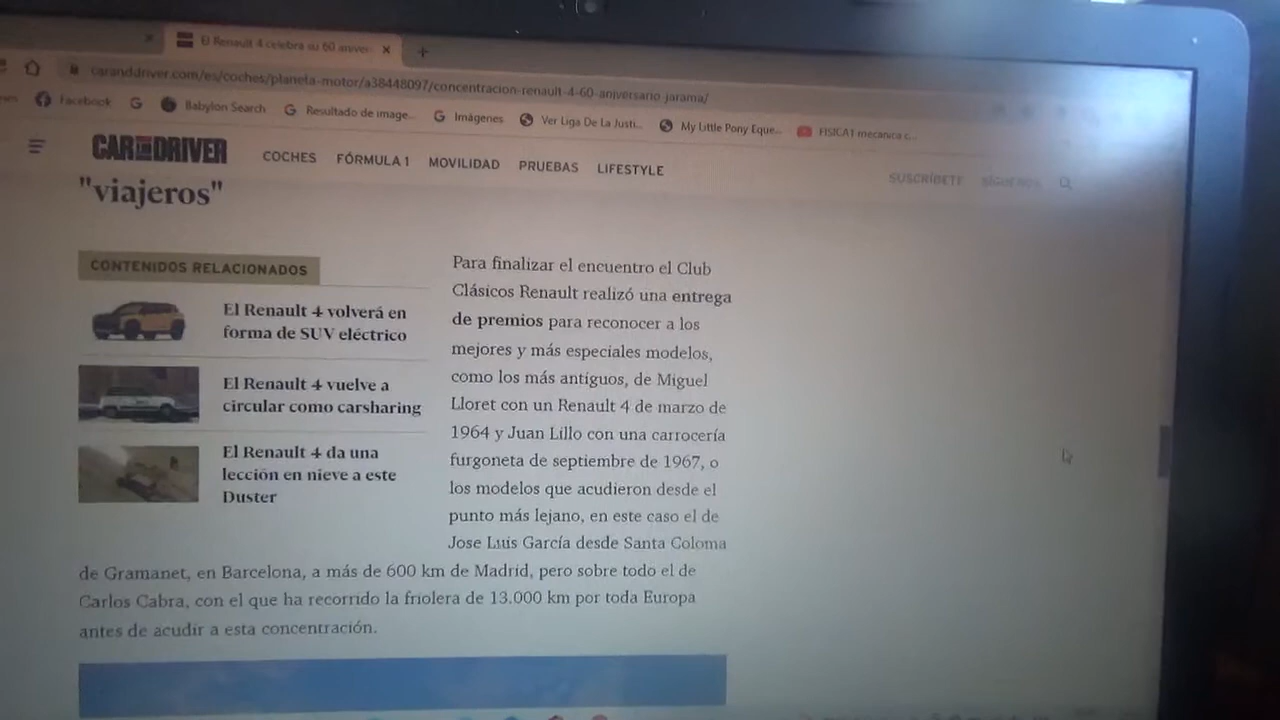 El Renault 4 celebra su 60 anivers
caranddriver.com/es/coches/planeta-motor/a38448097/concentracion-renault-4-60-aniversario-jarama/
Facebook
Babylon Search
Resultado de image...
Imágenes
Ver Liga De La Justi...
My Little Pony Eque...
FISICA1 mecanica c...
CAR AND DRIVER
COCHES
FÓRMULA 1
MOVILIDAD
PRUEBAS
LIFESTYLE
SUSCRÍBETE
SÍGUENOS
"viajeros"
CONTENIDOS RELACIONADOS
El Renault 4 volverá en
forma de SUV eléctrico
El Renault 4 vuelve a
circular como carsharing
El Renault 4 da una
lección en nieve a este
Duster
Para finalizar el encuentro el Club
Clásicos Renault realizó una entrega
de premios para reconocer a los
mejores y más especiales modelos,
como los más antiguos, de Miguel
Lloret con un Renault 4 de marzo de
1964 y Juan Lillo con una carrocería
furgoneta de septiembre de 1967, o
los modelos que acudieron desde el
punto más lejano, en este caso el de
Jose Luis García desde Santa Coloma
de Gramanet, en Barcelona, a más de 600 km de Madrid, pero sobre todo el de
Carlos Cabra, con el que ha recorrido la friolera de 13.000 km por toda Europa
antes de acudir a esta concentración.